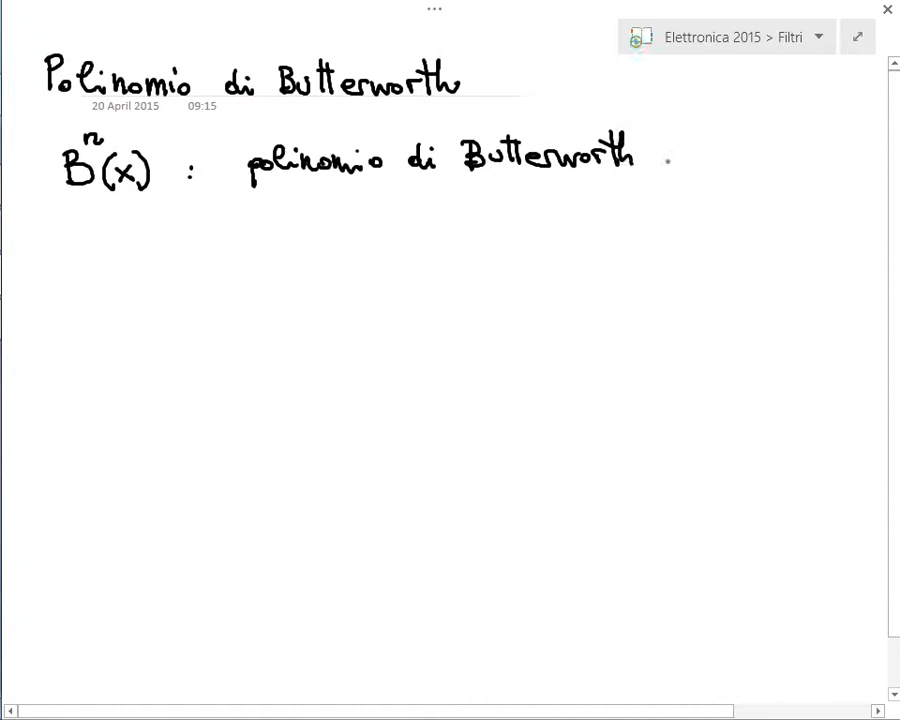 ...
Elettronica 2015 > Filtri
Polinomio di Butterworth
20 April 2015 09:15
Bⁿ(x) : polinomio di Butterworth